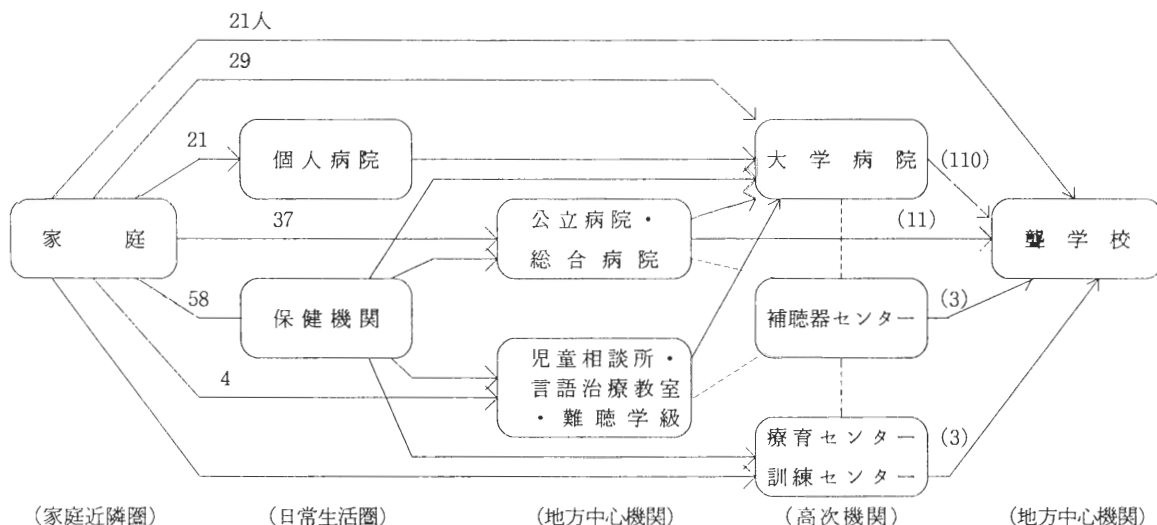 21人
29
21
個人病院
大学病院
(110)
家庭
37
公立病院・
総合病院
(11)
聾学校
58
保健機関
補聴器センター
(3)
4
児童相談所・
言語治療教室
・難聴学級
療育センター
訓練センター
(3)
(家庭近隣圏)
(日常生活圏)
(地方中心機関)
(高次機関)
(地方中心機関)